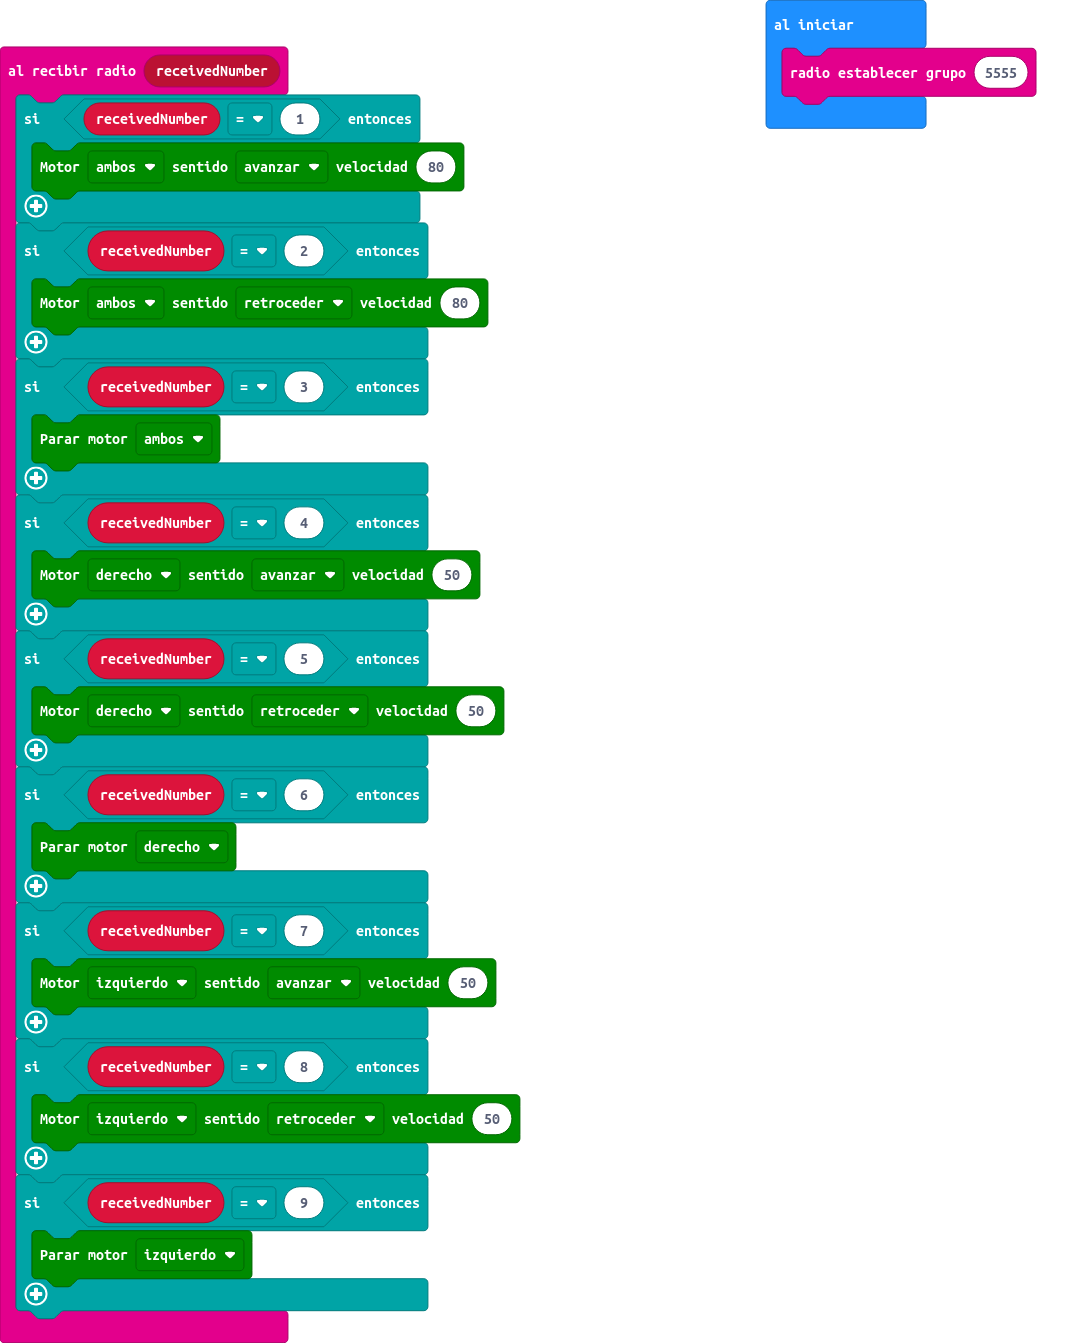 al iniciar
radio establecer grupo 5555
al recibir radio receivedNumber
si receivedNumber = 1 entonces
Motor ambos sentido avanzar velocidad 80
si receivedNumber = 2 entonces
Motor ambos sentido retroceder velocidad 80
si receivedNumber = 3 entonces
Parar motor ambos
si receivedNumber = 4 entonces
Motor derecho sentido avanzar velocidad 50
si receivedNumber = 5 entonces
Motor derecho sentido retroceder velocidad 50
si receivedNumber = 6 entonces
Parar motor derecho
si receivedNumber = 7 entonces
Motor izquierdo sentido avanzar velocidad 50
si receivedNumber = 8 entonces
Motor izquierdo sentido retroceder velocidad 50
si receivedNumber = 9 entonces
Parar motor izquierdo